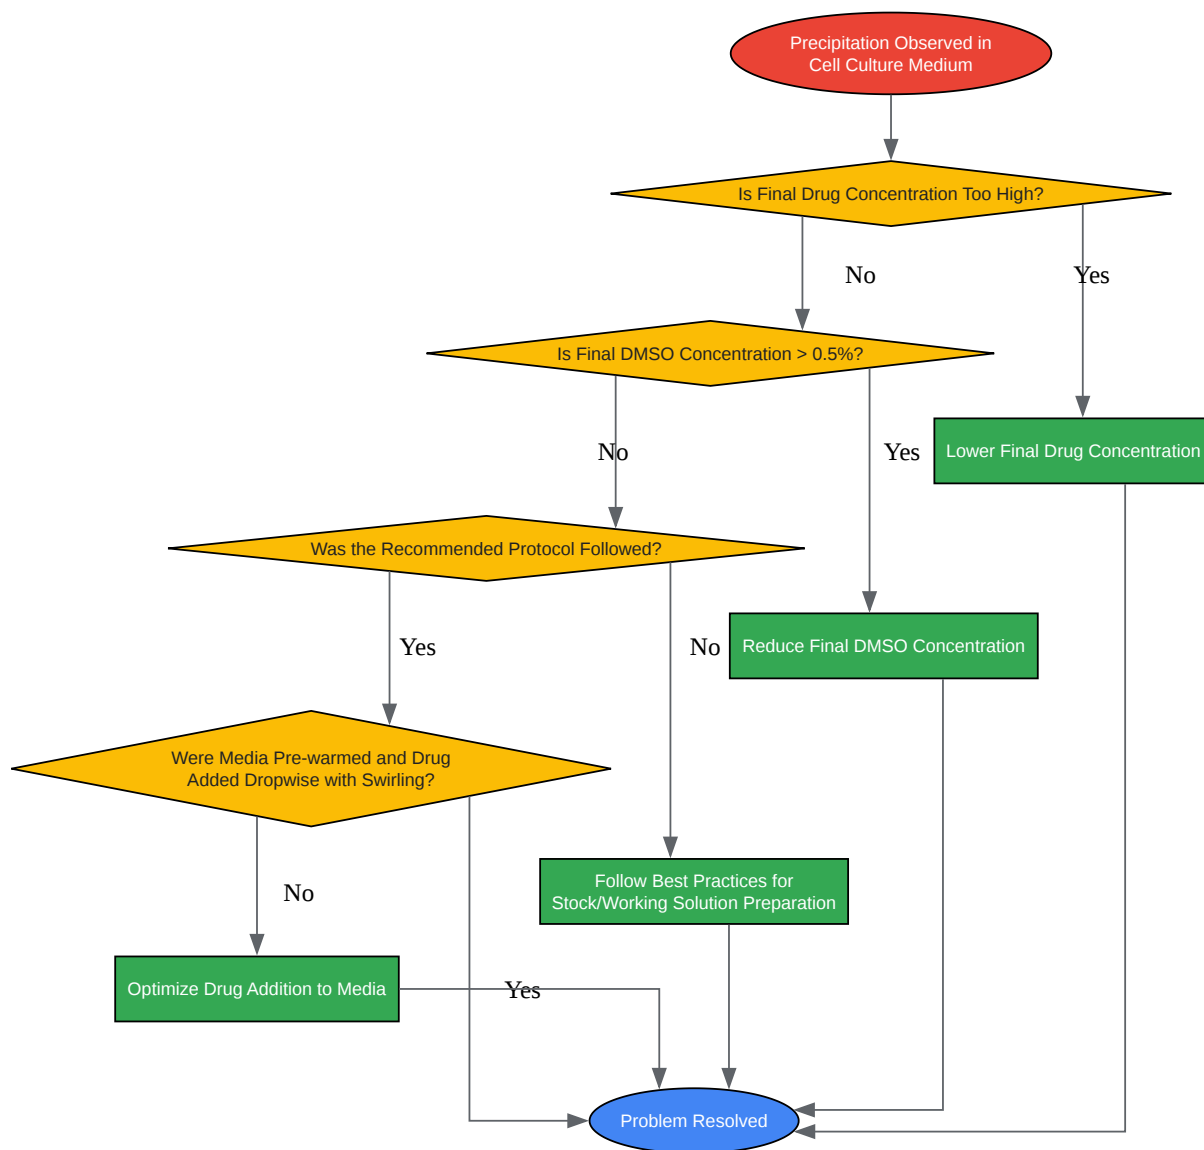 Precipitation Observed in
Cell Culture Medium
Is Final Drug Concentration Too High?
No
Yes
Is Final DMSO Concentration > 0.5%?
No
Yes
Lower Final Drug Concentration
Was the Recommended Protocol Followed?
Yes
No
Reduce Final DMSO Concentration
Were Media Pre-warmed and Drug
Added Dropwise with Swirling?
No
Follow Best Practices for
Stock/Working Solution Preparation
Optimize Drug Addition to Media
Yes
Problem Resolved